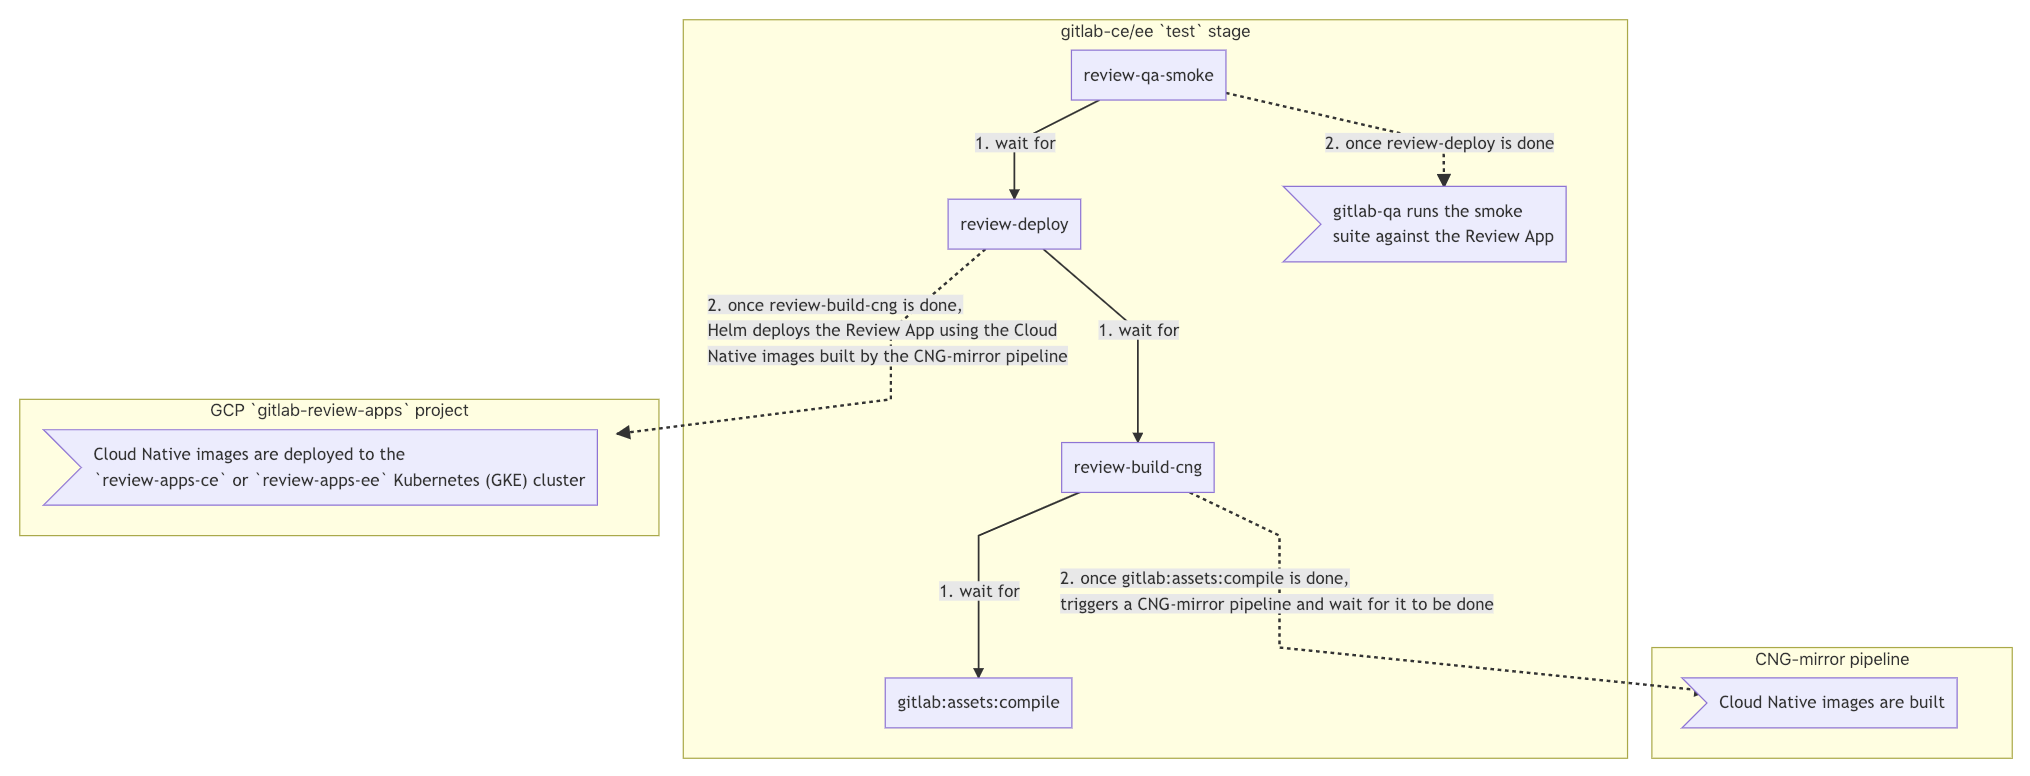 gitlab-ce/ee `test` stage
review-qa-smoke
1. wait for
2. once review-deploy is done
review-deploy
gitlab-qa runs the smoke
suite against the Review App
2. once review-build-cng is done,
Helm deploys the Review App using the Cloud
Native images built by the CNG-mirror pipeline
1. wait for
GCP `gitlab-review-apps` project
Cloud Native images are deployed to the
`review-apps-ce` or `review-apps-ee` Kubernetes (GKE) cluster
review-build-cng
1. wait for
2. once gitlab:assets:compile is done,
triggers a CNG-mirror pipeline and wait for it to be done
gitlab:assets:compile
CNG-mirror pipeline
Cloud Native images are built